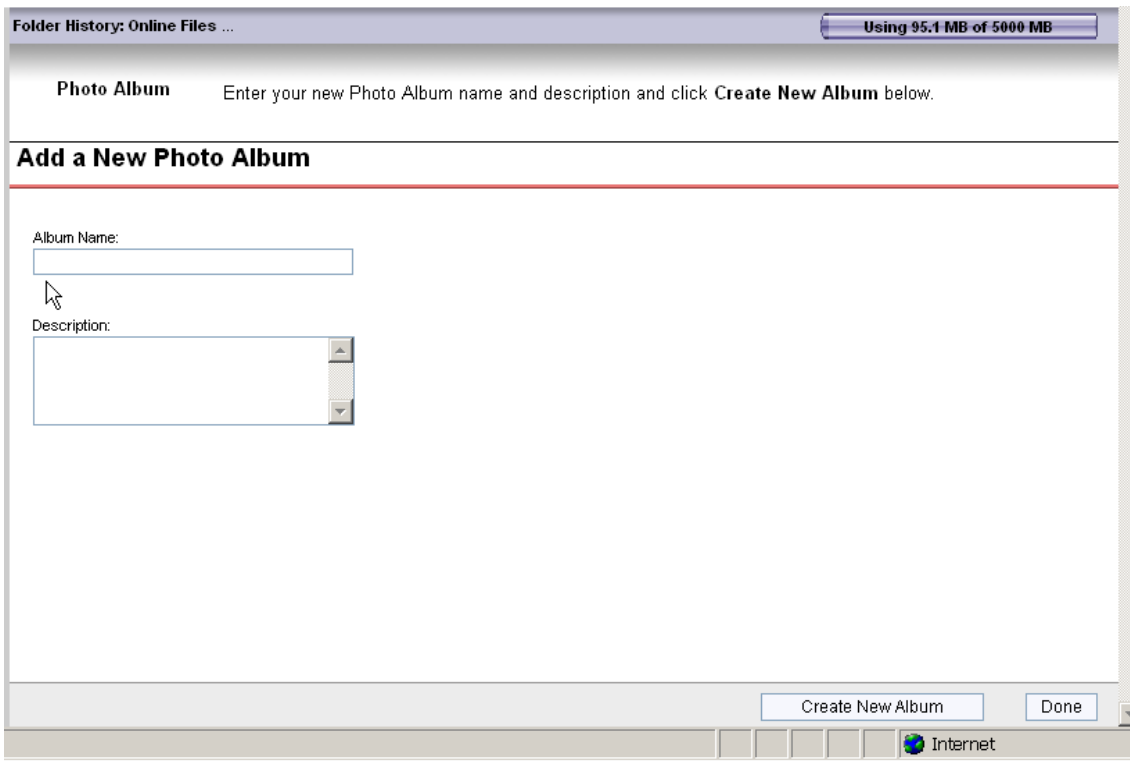 Folder History: Online Files ...
Using 95.1 MB of 5000 MB
Photo Album
Enter your new Photo Album name and description and click Create New Album below.
Add a New Photo Album
Album Name:
Description:
Create New Album
Done
Internet